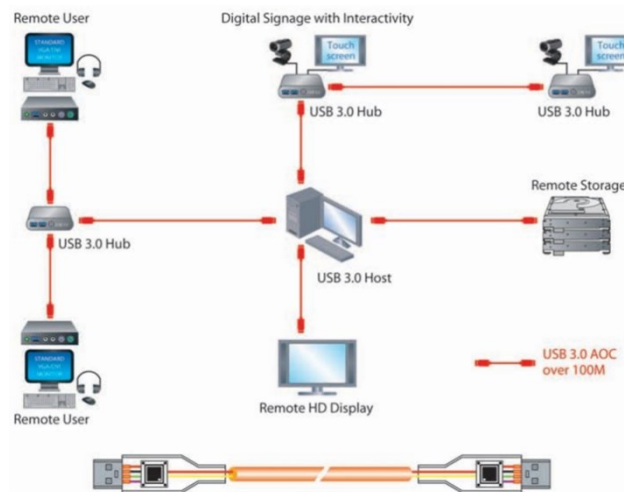 Remote User
Digital Signage with Interactivity
STANDARD
Touch
screen
Touch
screen
USB 3.0 Hub
USB 3.0 Hub
Remote Storage
USB 3.0 Hub
USB 3.0 Host
STANDARD
USB 3.0 AOC
over 100M
Remote HD Display
Remote User